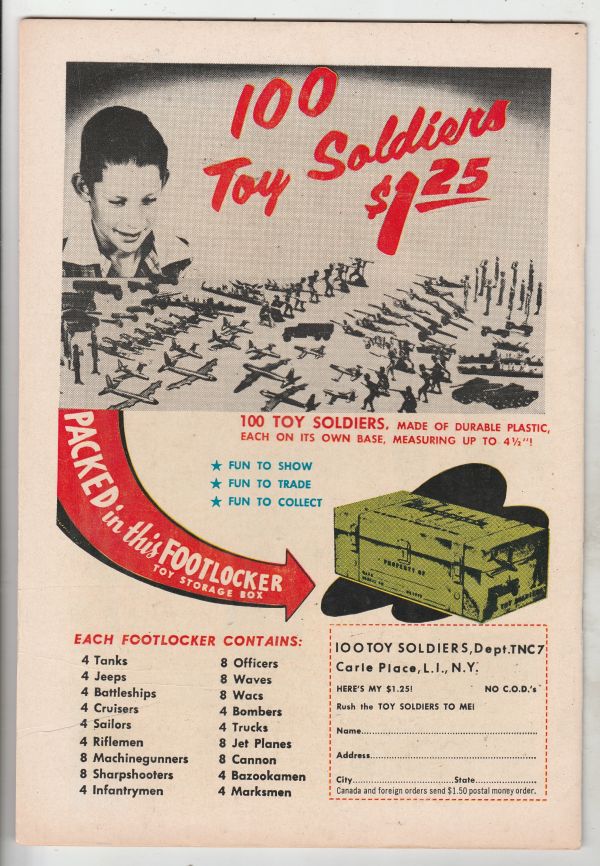 100
Toy Soldiers
$1.25
100 TOY SOLDIERS, MADE OF DURABLE PLASTIC,
EACH ON ITS OWN BASE, MEASURING UP TO 4½"!
★ FUN TO SHOW
★ FUN TO TRADE
★ FUN TO COLLECT
PACKED in this FOOTLOCKER
TOY STORAGE BOX
PROPERTY OF
TOY SOLDIERS
EACH FOOTLOCKER CONTAINS:
4 Tanks
4 Jeeps
4 Battleships
4 Cruisers
4 Sailors
4 Riflemen
8 Machinegunners
8 Sharpshooters
4 Infantrymen
8 Officers
8 Waves
8 Wacs
4 Bombers
4 Trucks
8 Jet Planes
8 Cannon
4 Bazookamen
4 Marksmen
100 TOY SOLDIERS, Dept. TNC7
Carle Place, L.I., N.Y.
HERE'S MY $1.25! NO C.O.D.'s
Rush the TOY SOLDIERS TO ME!
Name
Address
City State
Canada and foreign orders send $1.50 postal money order.